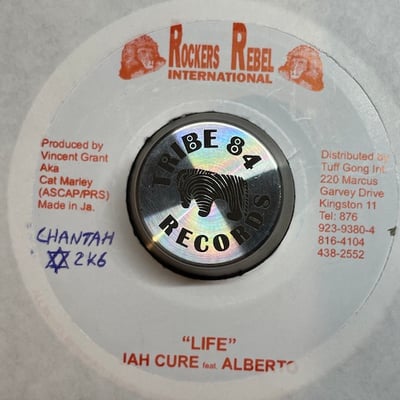 ROCKERS REBEL
INTERNATIONAL
Produced by
Vincent Grant
Aka
Cat Marley
(ASCAP/PRS)
Made in Ja.
Distributed by
Tuff Gong Int.
220 Marcus
Garvey Drive
Kingston 11
Tel: 876
923-9380-4
816-4104
438-2552
TRIBE 84
RECORDS
CHANTAH
2K6
"LIFE"
JAH CURE feat. ALBERTO